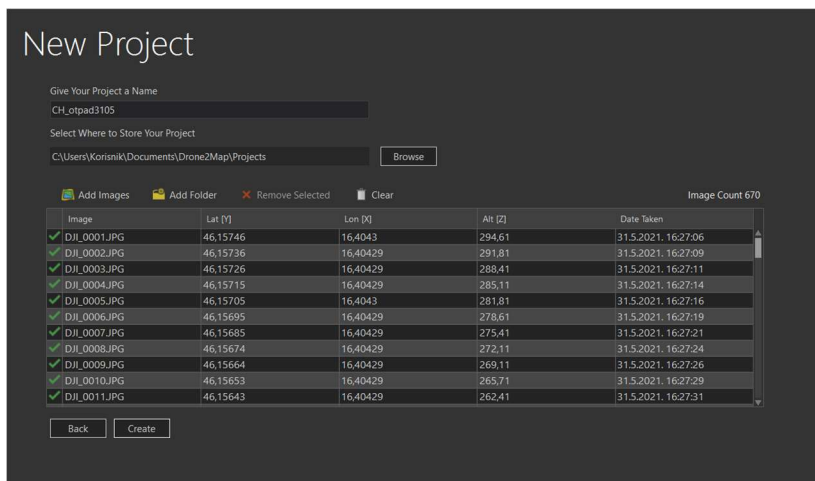 New Project
Give Your Project a Name
CH_otpad3105
Select Where to Store Your Project
C:\Users\Korisnik\Documents\Drone2Map\Projects Browse
Add Images Add Folder Remove Selected Clear Image Count 670
Image Lat [Y] Lon [X] Alt [Z] Date Taken
DJI_0001.JPG 46,15746 16,4043 294,61 31.5.2021. 16:27:06
DJI_0002.JPG 46,15736 16,40429 291,81 31.5.2021. 16:27:09
DJI_0003.JPG 46,15726 16,40429 288,41 31.5.2021. 16:27:11
DJI_0004.JPG 46,15715 16,40429 285,11 31.5.2021. 16:27:14
DJI_0005.JPG 46,15705 16,4043 281,81 31.5.2021. 16:27:16
DJI_0006.JPG 46,15695 16,40429 278,61 31.5.2021. 16:27:19
DJI_0007.JPG 46,15685 16,40429 275,41 31.5.2021. 16:27:21
DJI_0008.JPG 46,15674 16,40429 272,11 31.5.2021. 16:27:24
DJI_0009.JPG 46,15664 16,40429 269,11 31.5.2021. 16:27:26
DJI_0010.JPG 46,15653 16,40429 265,71 31.5.2021. 16:27:29
DJI_0011.JPG 46,15643 16,40429 262,41 31.5.2021. 16:27:31
Back Create